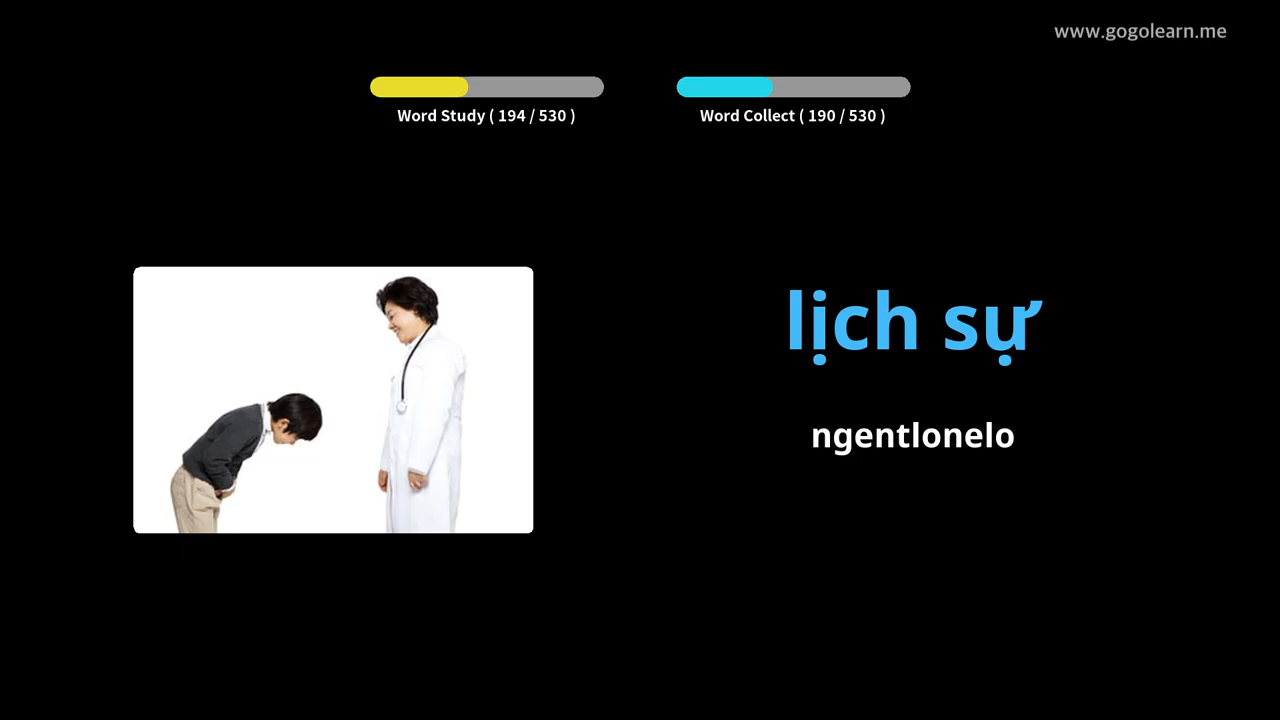 www.gogolearn.me
Word Study ( 194 / 530 )
Word Collect ( 190 / 530 )
lịch sự
ngentlonelo